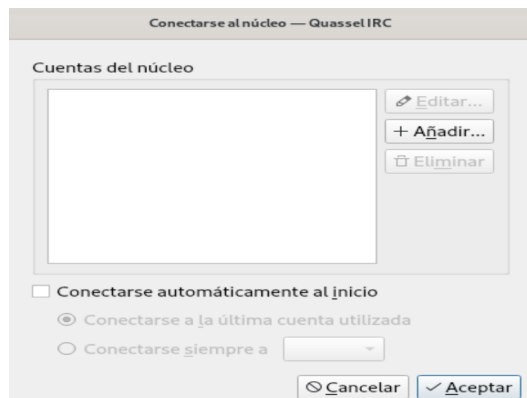 Conectarse al núcleo — Quassel IRC
Cuentas del núcleo
Editar...
+ Añadir...
Eliminar
Conectarse automáticamente al inicio
Conectarse a la última cuenta utilizada
Conectarse siempre a
Cancelar
Aceptar